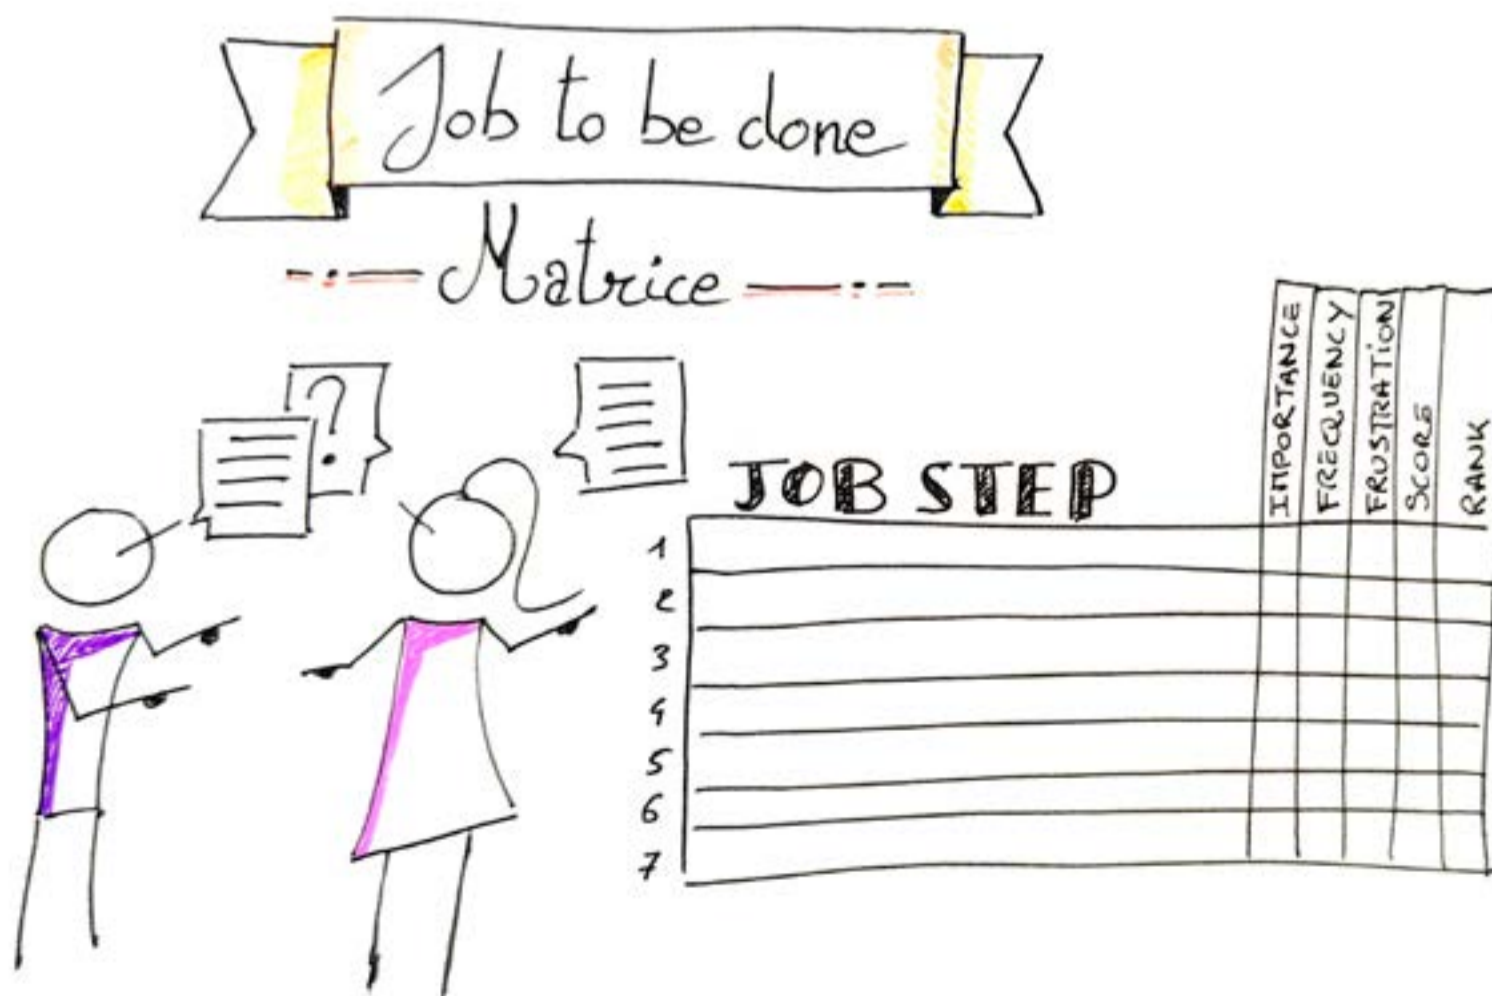 Job to be done
Matrice
?
JOB STEP
IMPORTANCE
FREQUENCY
FRUSTRATION
SCORE
RANK
1
2
3
4
5
6
7